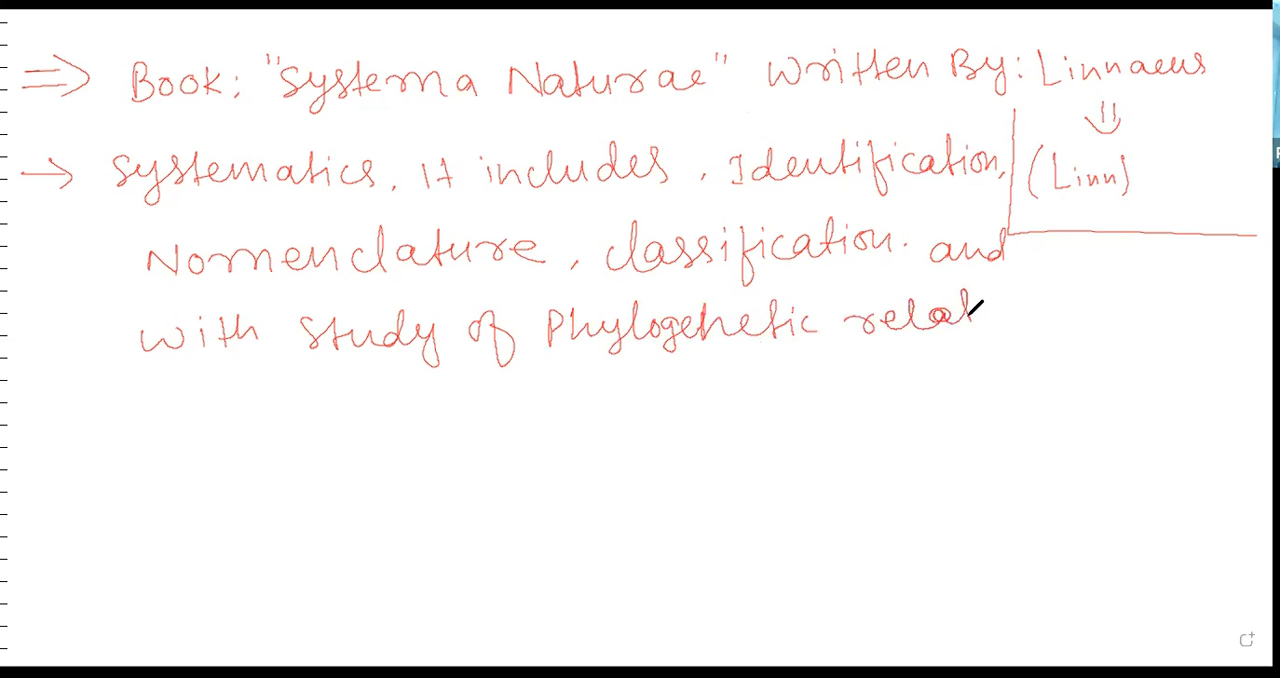 ⇒ Book: "Systema Naturae" written By: Linnaeus
⇓
(Linn)
→ Systematics. It includes, Identification,
Nomenclature, classification. and
with study of Phylogenetic relat